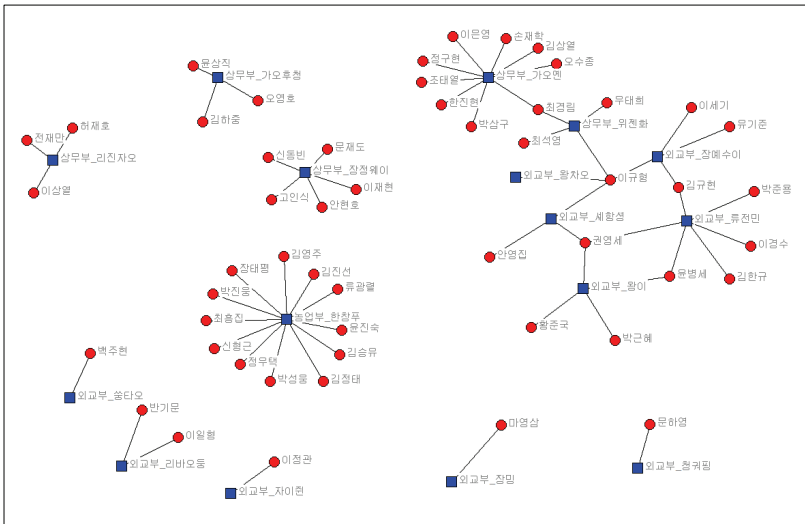 이은영
손재학
정구현
김상열
오수종
윤상직
상무부_가오후청
조태열
상무부_가오옌
한진현
최경림
우태희
오영호
김하중
박삼구
상무부_위젠화
이세기
유기준
허재호
전재만
상무부_리진자오
최석영
외교부_장예수이
신동빈
문재도
상무부_장정웨이
외교부_왕차오
이규형
김규현
이상열
이재현
고인식
안현호
박준용
외교부_셰항셩
외교부_류전민
권영세
이경수
안영집
김영주
장태평
김진선
박진웅
류광렬
외교부_왕이
윤병세
김한규
최흥집
농업부_한창푸
윤진숙
황준국
박근혜
신형근
정우택
김승유
백주현
박성웅
김정태
외교부_쑹타오
반기문
이일형
마영삼
문하영
외교부_리바오둥
이점관
외교부_장밍
외교부_청궈핑
외교부_자이쥔